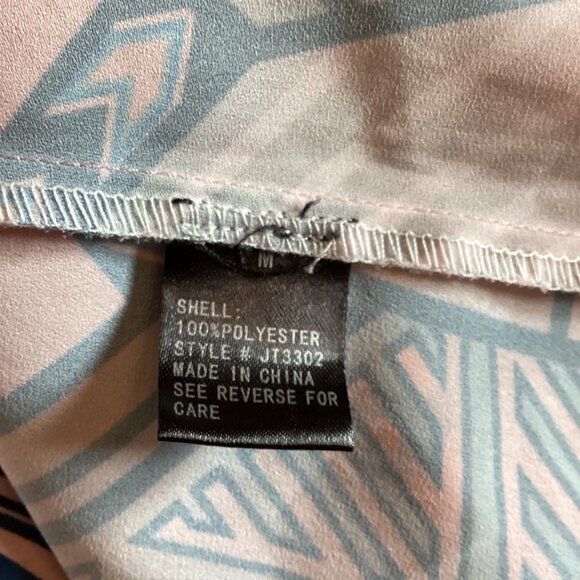 M
SHELL:
100%POLYESTER
STYLE # JT3302
MADE IN CHINA
SEE REVERSE FOR
CARE